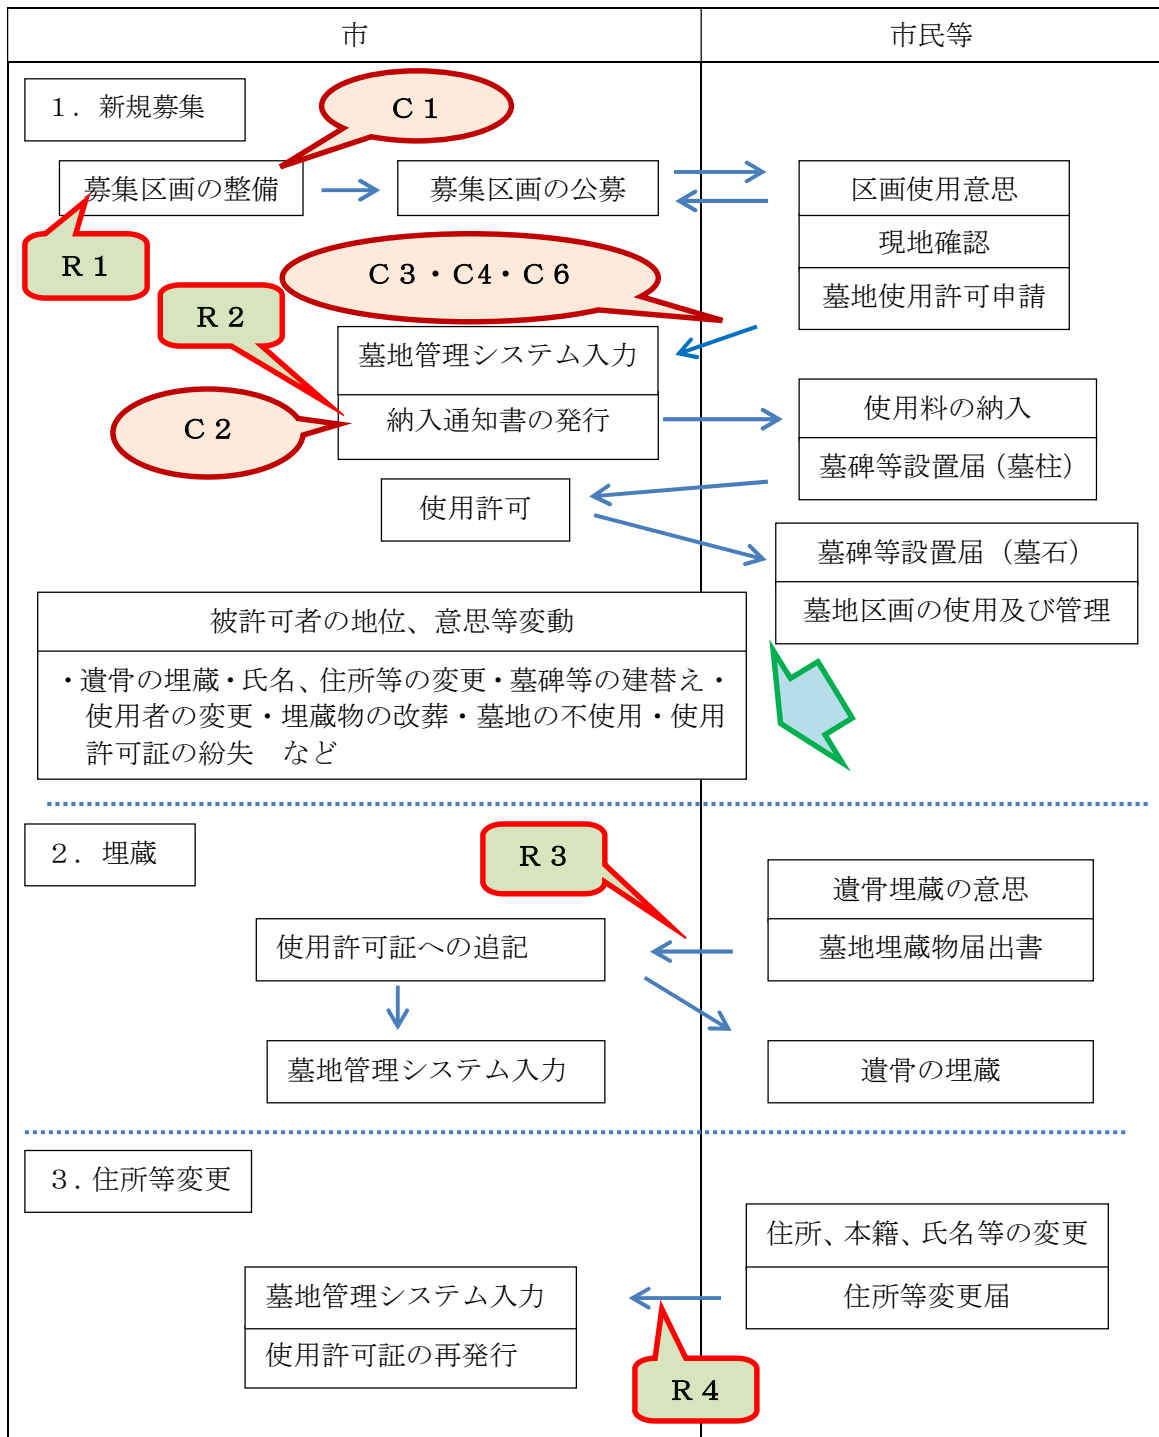 市
市民等
１．新規募集
Ｃ１
募集区画の整備
募集区画の公募
区画使用意思
現地確認
墓地使用許可申請
Ｒ１
Ｃ３・Ｃ４・Ｃ６
Ｒ２
墓地管理システム入力
納入通知書の発行
Ｃ２
使用料の納入
墓碑等設置届（墓柱）
使用許可
墓碑等設置届（墓石）
墓地区画の使用及び管理
被許可者の地位、意思等変動
・遺骨の埋蔵・氏名、住所等の変更・墓碑等の建替え・
使用者の変更・埋蔵物の改葬・墓地の不使用・使用
許可証の紛失　など
２．埋蔵
Ｒ３
遺骨埋蔵の意思
墓地埋蔵物届出書
使用許可証への追記
墓地管理システム入力
遺骨の埋蔵
３．住所等変更
住所、本籍、氏名等の変更
住所等変更届
墓地管理システム入力
使用許可証の再発行
Ｒ４